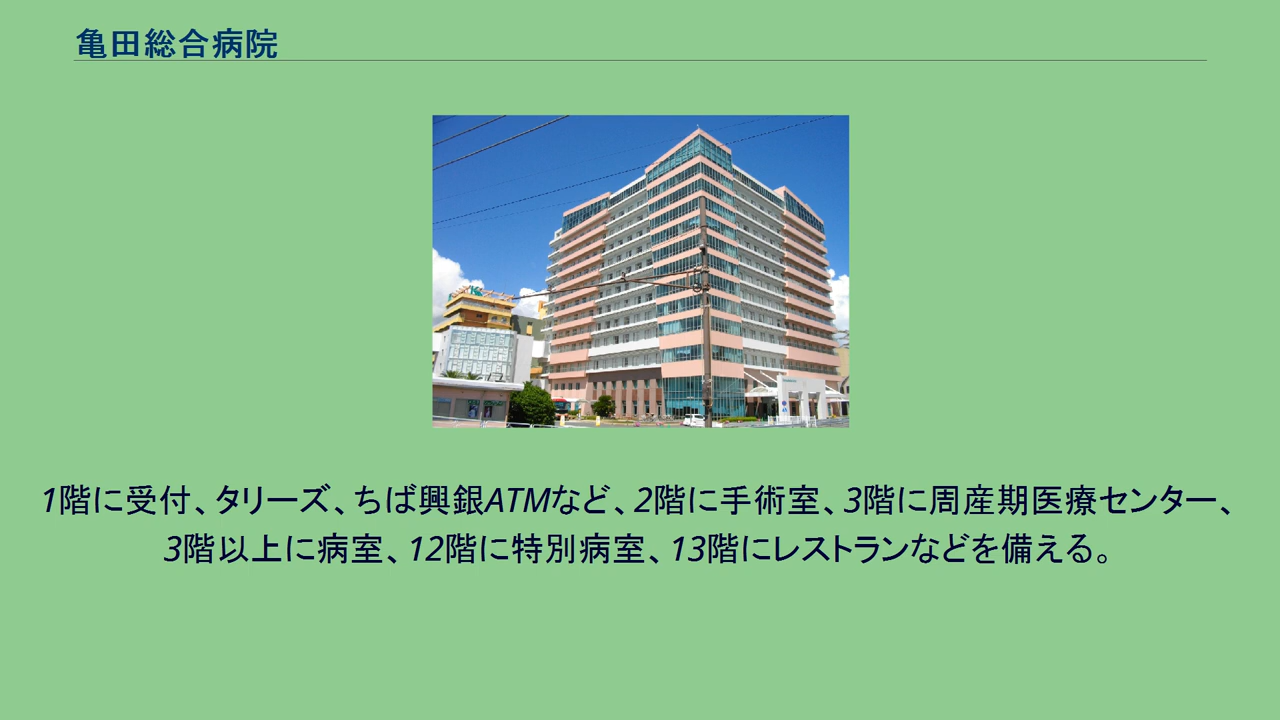 亀田総合病院
1階に受付、タリーズ、ちば興銀ATMなど、2階に手術室、3階に周産期医療センター、
3階以上に病室、12階に特別病室、13階にレストランなどを備える。